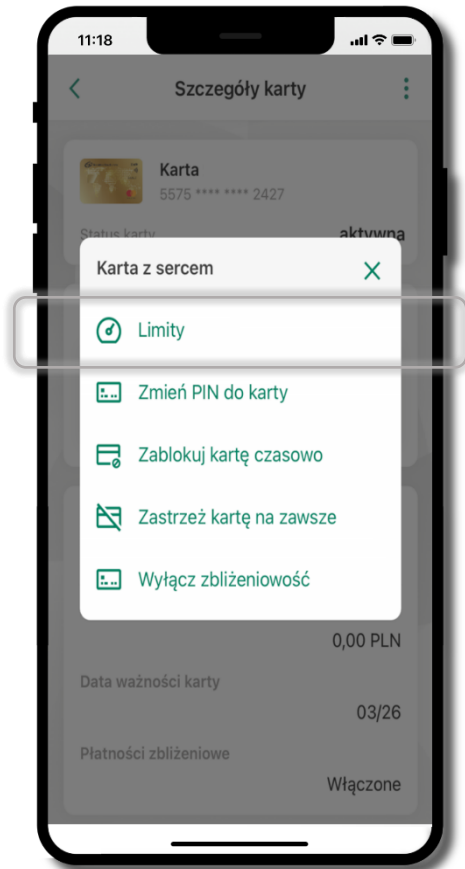 11:18
Szczegóły karty
Karta
5575 **** **** 2427
Status karty
aktywna
Karta z sercem
Limity
Zmień PIN do karty
Zablokuj kartę czasowo
Zastrzeż kartę na zawsze
Wyłącz zbliżeniowość
0,00 PLN
Data ważności karty
03/26
Płatności zbliżeniowe
Włączone